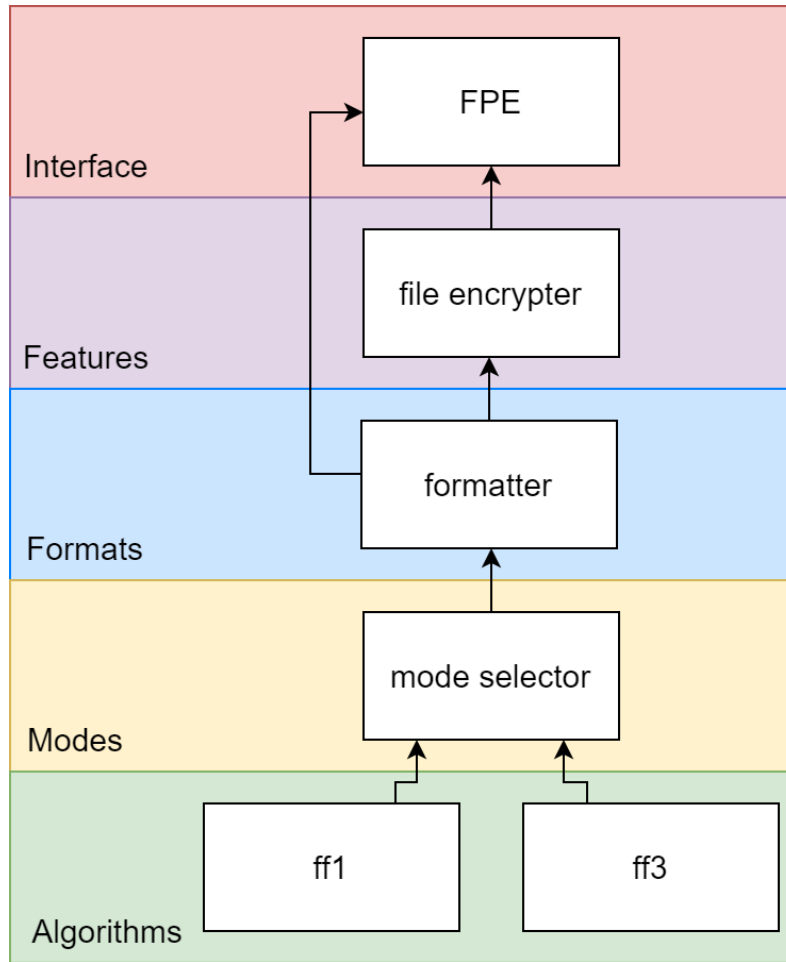 FPE
Interface
file encrypter
Features
formatter
Formats
mode selector
Modes
ff1
ff3
Algorithms